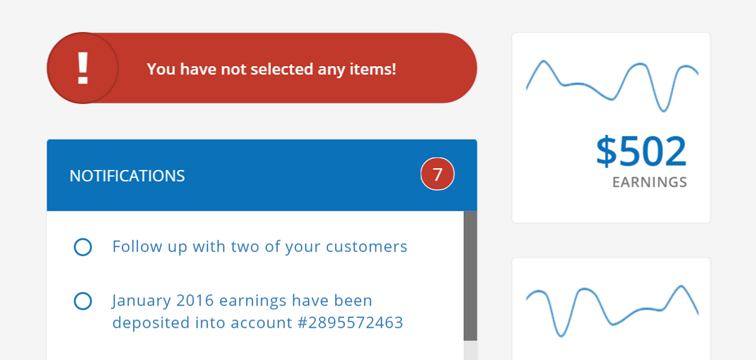 !
You have not selected any items!
NOTIFICATIONS
7
Follow up with two of your customers
January 2016 earnings have been
deposited into account #2895572463
$502
EARNINGS